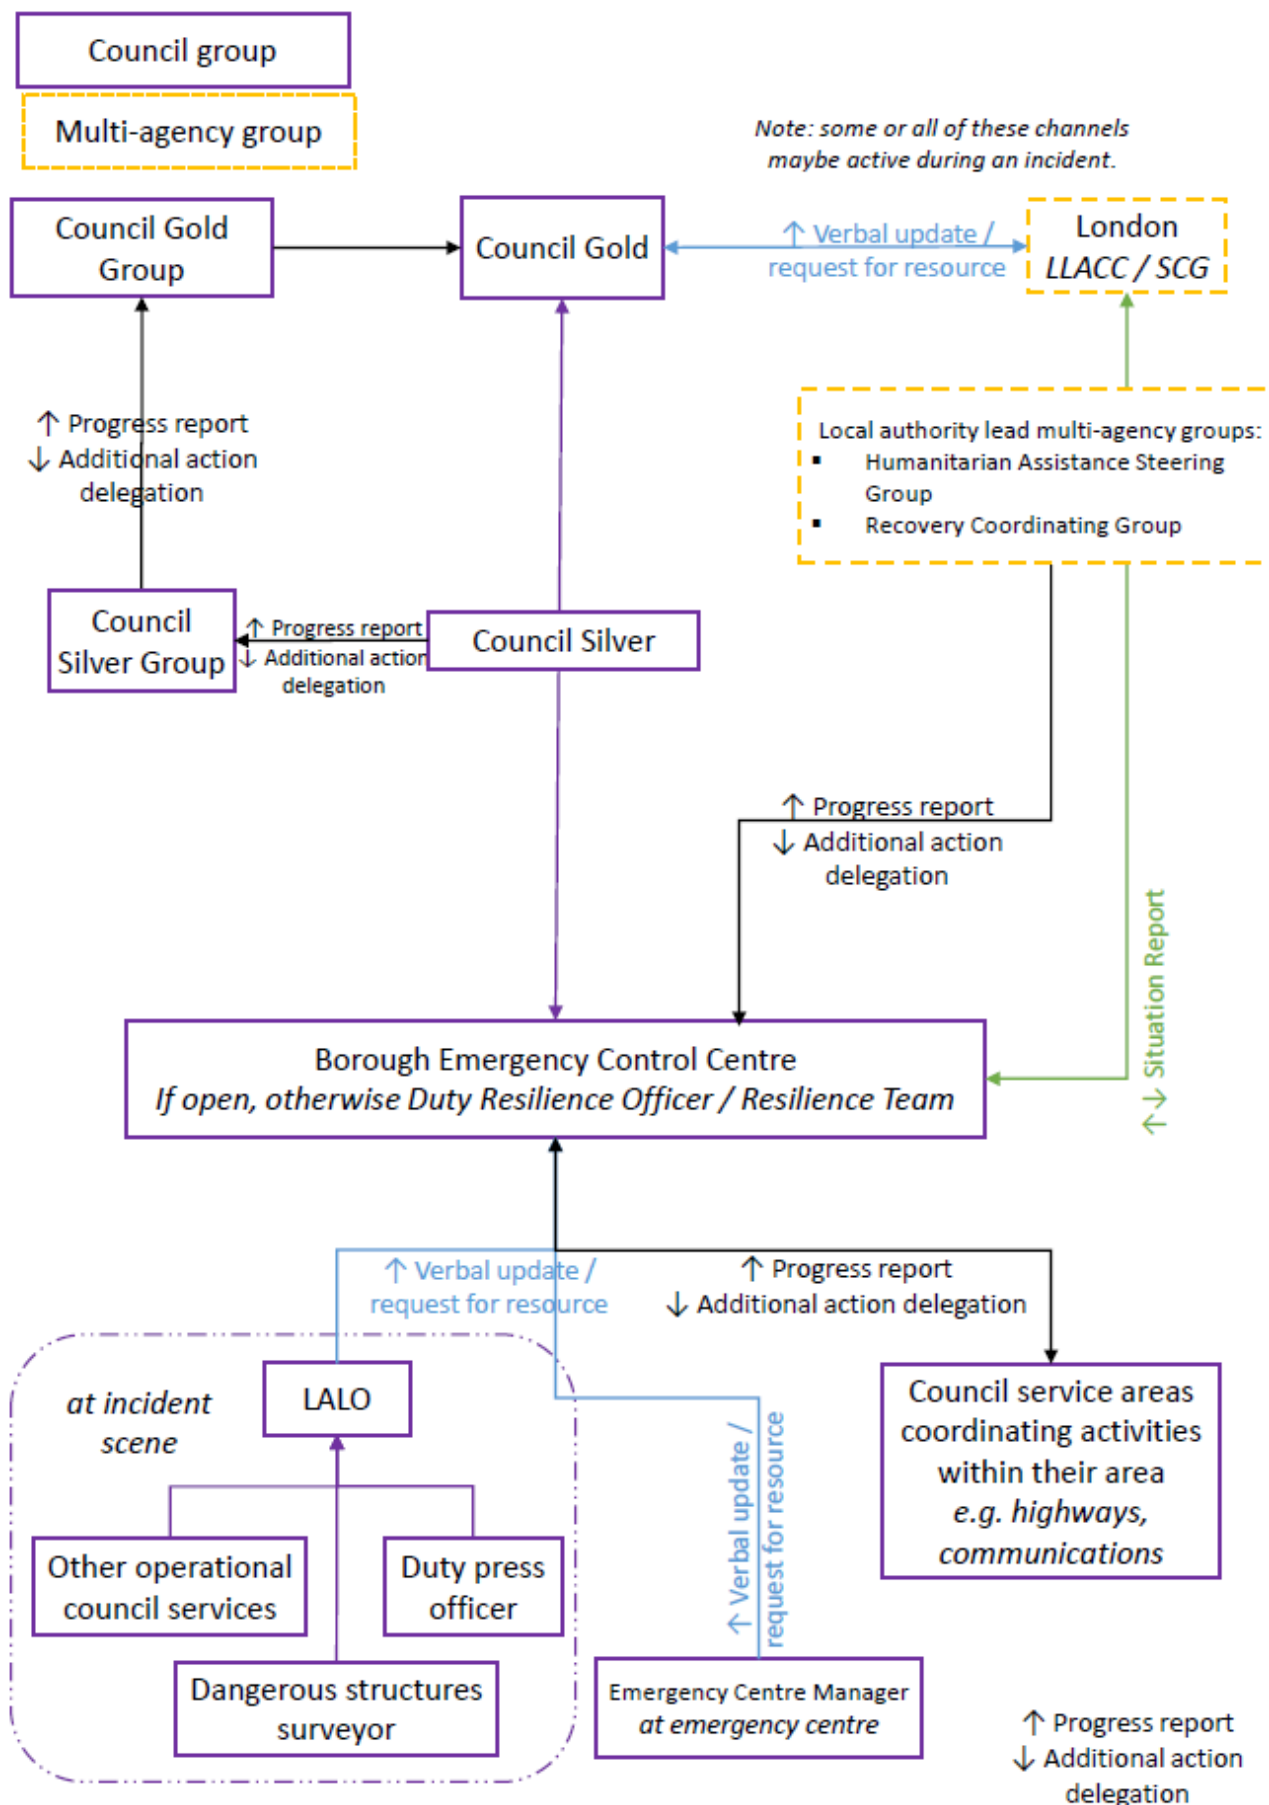 Council group
Multi-agency group
Note: some or all of these channels
maybe active during an incident.
Council Gold
Group
Council Gold
↑ Verbal update /
request for resource
London
LLACC / SCG
↑ Progress report
↓ Additional action
delegation
Local authority lead multi-agency groups:
▪ Humanitarian Assistance Steering
Group
▪ Recovery Coordinating Group
Council
Silver Group
↑ Progress report
↓ Additional action
delegation
Council Silver
↑ Progress report
↓ Additional action
delegation
↑↓ Situation Report
Borough Emergency Control Centre
If open, otherwise Duty Resilience Officer / Resilience Team
↑ Verbal update /
request for resource
↑ Progress report
↓ Additional action delegation
at incident
scene
LALO
Other operational
council services
Duty press
officer
Dangerous structures
surveyor
↑ Verbal update /
request for resource
Emergency Centre Manager
at emergency centre
Council service areas
coordinating activities
within their area
e.g. highways,
communications
↑ Progress report
↓ Additional action
delegation